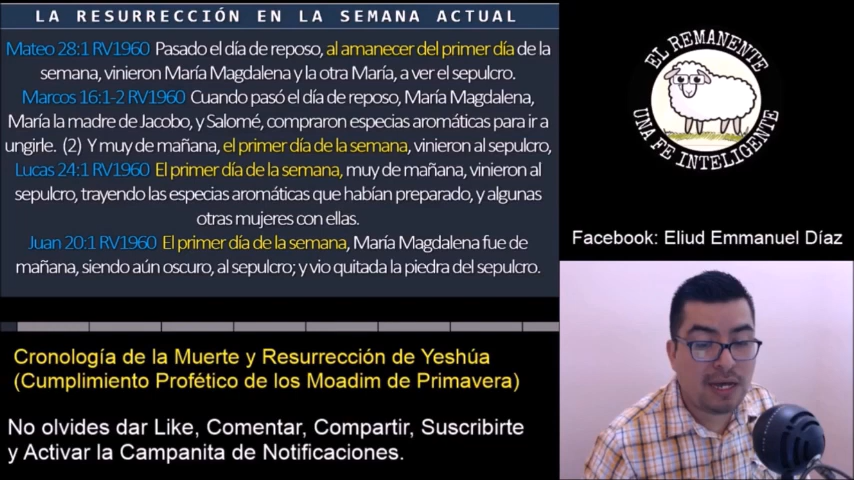 LA RESURRECCIÓN EN LA SEMANA ACTUAL
Mateo 28:1 RV1960 Pasado el día de reposo, al amanecer del primer día de la
semana, vinieron María Magdalena y la otra María, a ver el sepulcro.
Marcos 16:1-2 RV1960 Cuando pasó el día de reposo, María Magdalena,
María la madre de Jacobo, y Salomé, compraron especias aromáticas para ir a
ungirle. (2) Y muy de mañana, el primer día de la semana, vinieron al sepulcro,
Lucas 24:1 RV1960 El primer día de la semana, muy de mañana, vinieron al
sepulcro, trayendo las especias aromáticas que habían preparado, y algunas
otras mujeres con ellas.
Juan 20:1 RV1960 El primer día de la semana, María Magdalena fue de
mañana, siendo aún oscuro, al sepulcro; y vio quitada la piedra del sepulcro.
EL REMANENTE
UNA FE INTELIGENTE
Facebook: Eliud Emmanuel Díaz
Cronología de la Muerte y Resurrección de Yeshúa
(Cumplimiento Profético de los Moadim de Primavera)
No olvides dar Like, Comentar, Compartir, Suscribirte
y Activar la Campanita de Notificaciones.